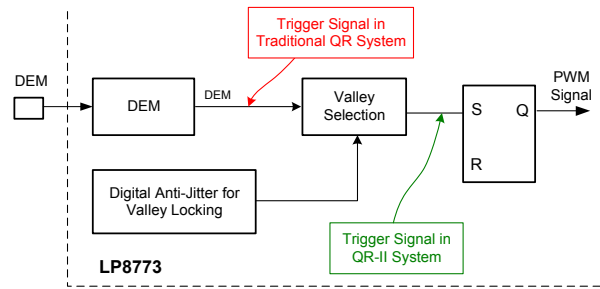 Trigger Signal in
Traditional QR System
DEM
DEM
DEM
Valley
Selection
PWM
Signal
S
Q
R
Digital Anti-Jitter for
Valley Locking
Trigger Signal in
QR-II System
LP8773